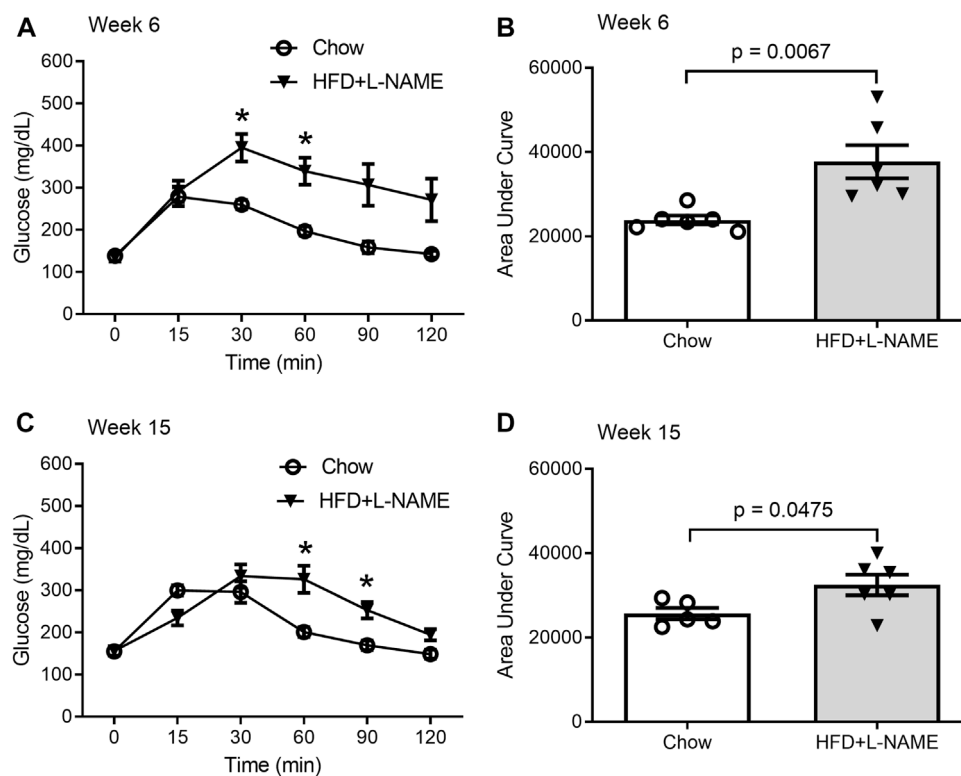 A Week 6
Chow
HFD+L-NAME
Glucose (mg/dL)
600
500
400
300
200
100
0
* *
0 15 30 60 90 120
Time (min)
B Week 6
p = 0.0067
Area Under Curve
60000
40000
20000
0
Chow HFD+L-NAME
C Week 15
Chow
HFD+L-NAME
Glucose (mg/dL)
600
500
400
300
200
100
0
* *
0 15 30 60 90 120
Time (min)
D Week 15
p = 0.0475
Area Under Curve
60000
40000
20000
0
Chow HFD+L-NAME